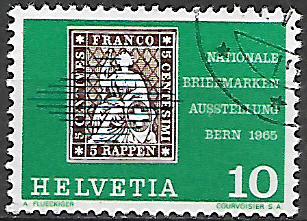 FRANCO
5 CENTIMES
5 CENTESIMI
5 RAPPEN
NATIONALE
BRIEFMARKEN
AUSSTELLUNG
BERN 1965
HELVETIA
10
A. FLUECKIGER
COURVOISIER S.A.